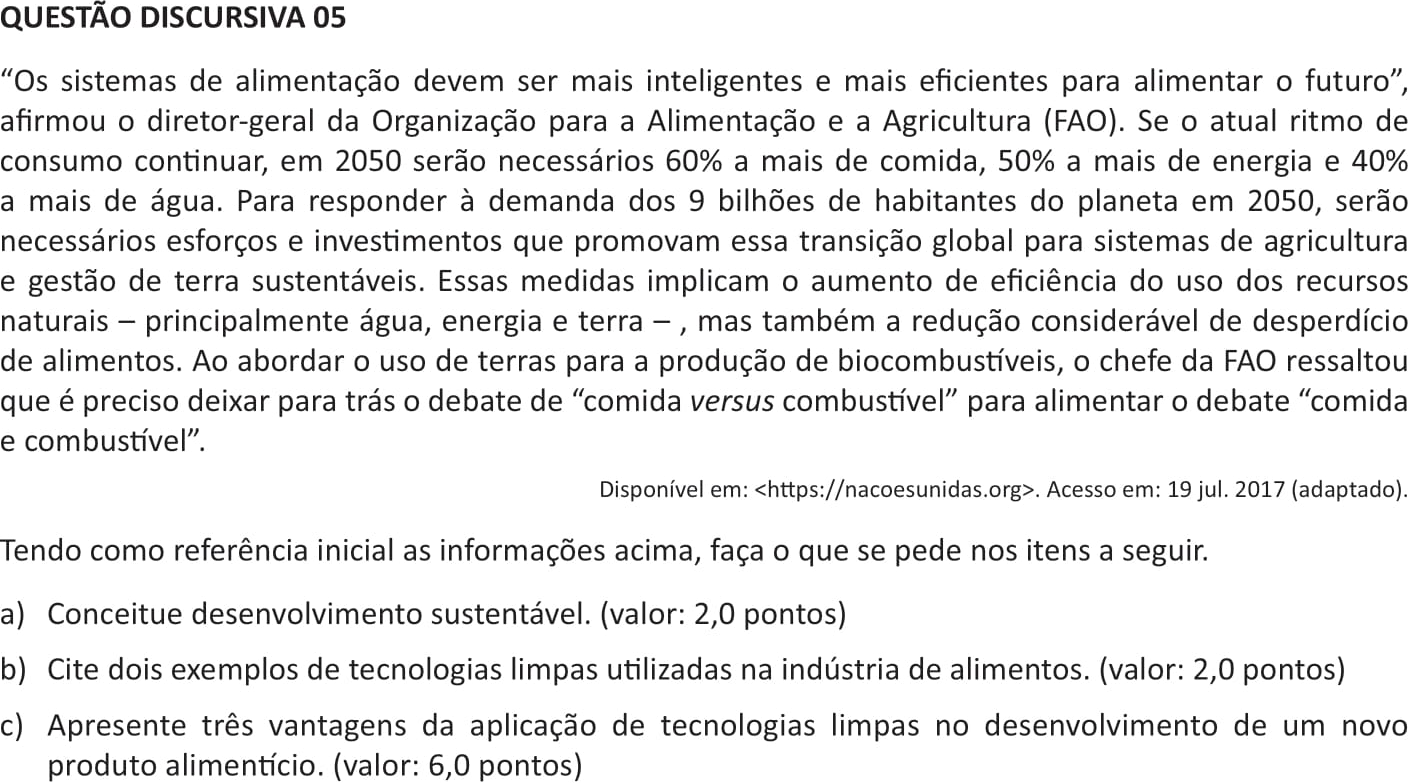 QUESTÃO DISCURSIVA 05
“Os sistemas de alimentação devem ser mais inteligentes e mais eficientes para alimentar o futuro”,
afirmou o diretor-geral da Organização para a Alimentação e a Agricultura (FAO). Se o atual ritmo de
consumo continuar, em 2050 serão necessários 60% a mais de comida, 50% a mais de energia e 40%
a mais de água. Para responder à demanda dos 9 bilhões de habitantes do planeta em 2050, serão
necessários esforços e investimentos que promovam essa transição global para sistemas de agricultura
e gestão de terra sustentáveis. Essas medidas implicam o aumento de eficiência do uso dos recursos
naturais – principalmente água, energia e terra – , mas também a redução considerável de desperdício
de alimentos. Ao abordar o uso de terras para a produção de biocombustíveis, o chefe da FAO ressaltou
que é preciso deixar para trás o debate de “comida versus combustível” para alimentar o debate “comida
e combustível”.
Disponível em: <https://nacoesunidas.org>. Acesso em: 19 jul. 2017 (adaptado).
Tendo como referência inicial as informações acima, faça o que se pede nos itens a seguir.
a) Conceitue desenvolvimento sustentável. (valor: 2,0 pontos)
b) Cite dois exemplos de tecnologias limpas utilizadas na indústria de alimentos. (valor: 2,0 pontos)
c) Apresente três vantagens da aplicação de tecnologias limpas no desenvolvimento de um novo
produto alimentício. (valor: 6,0 pontos)